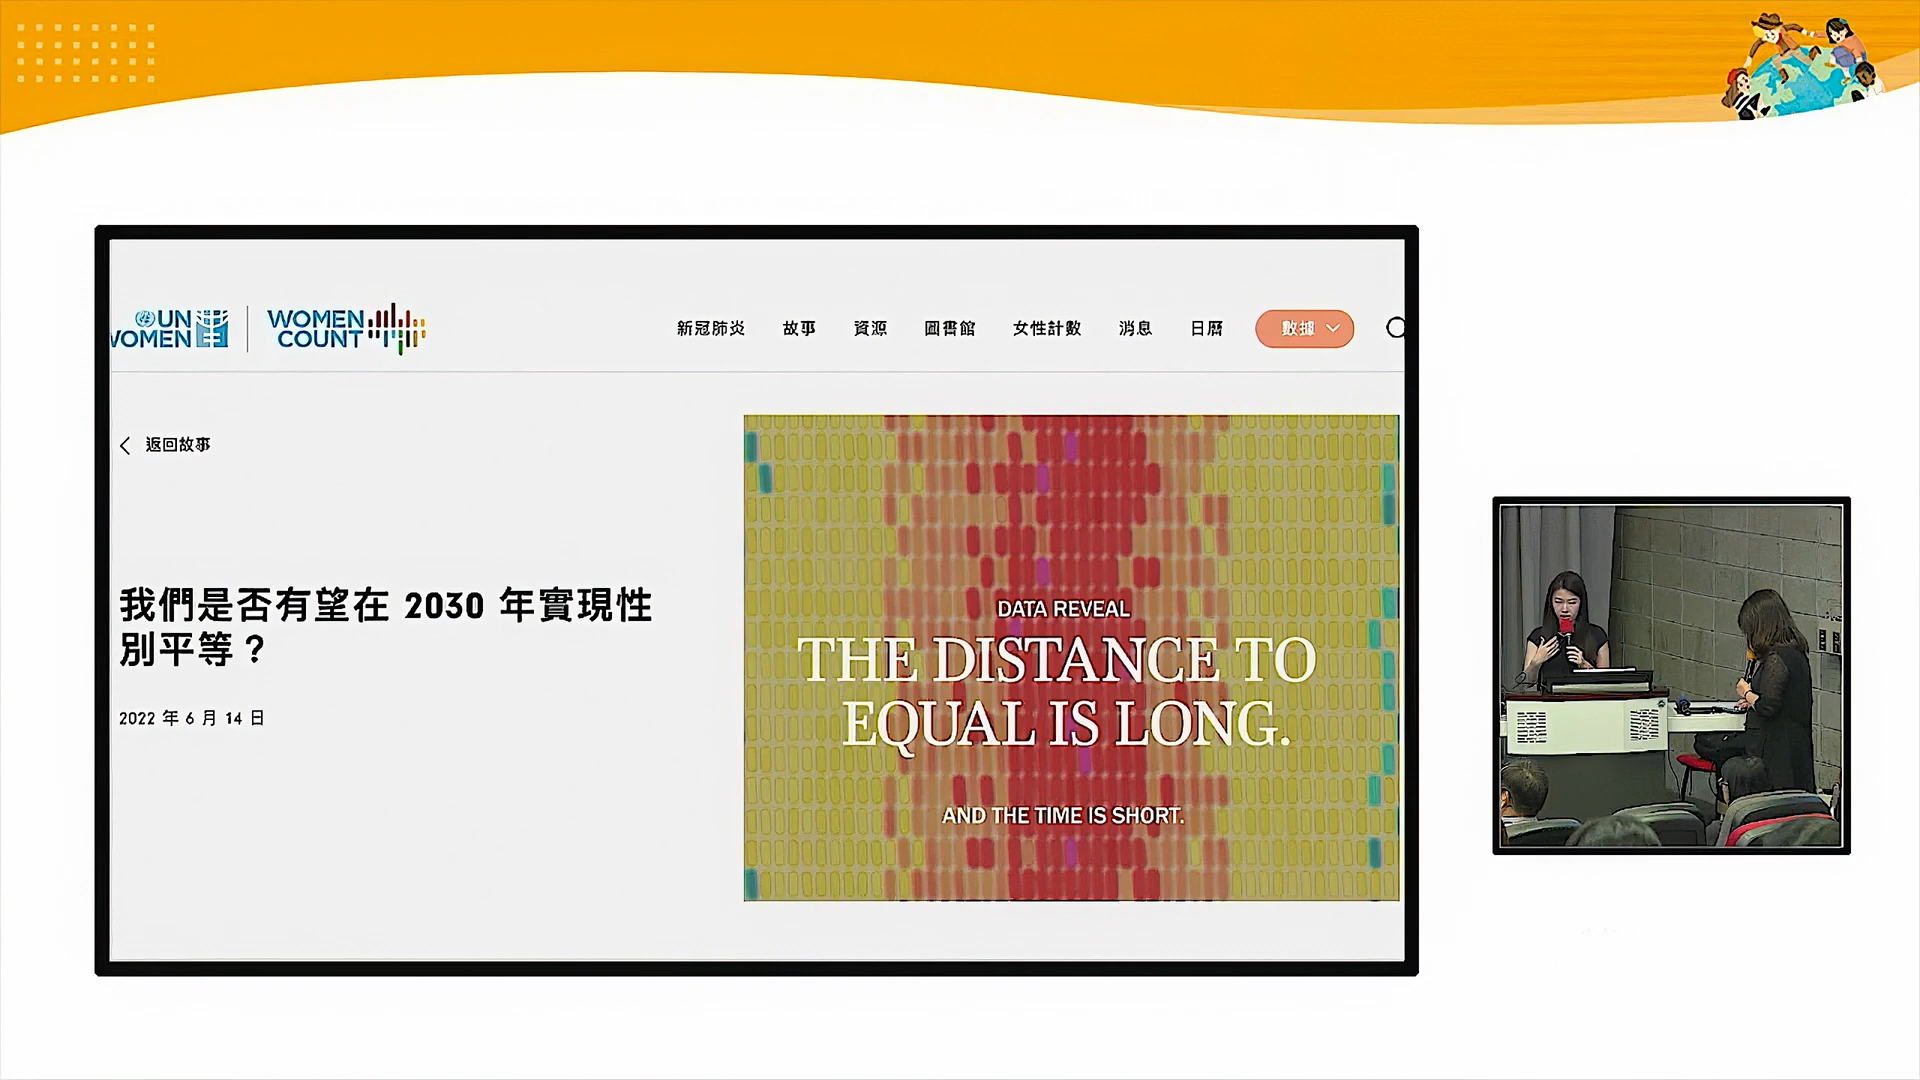 UN
WOMEN
WOMEN
COUNT
新冠肺炎 故事 資源 圖書館 女性計數 消息 日曆 數據
返回故事
我們是否有望在 2030 年實現性
別平等？
2022 年 6 月 14 日
DATA REVEAL
THE DISTANCE TO
EQUAL IS LONG.
AND THE TIME IS SHORT.